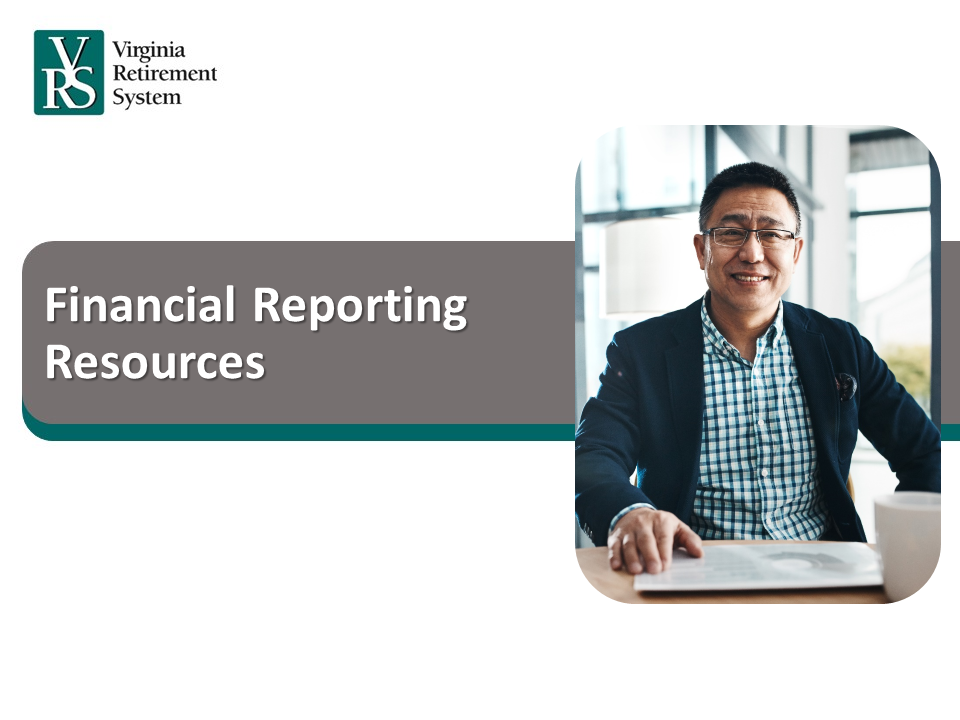 VRS
Virginia
Retirement
System
Financial Reporting
Resources